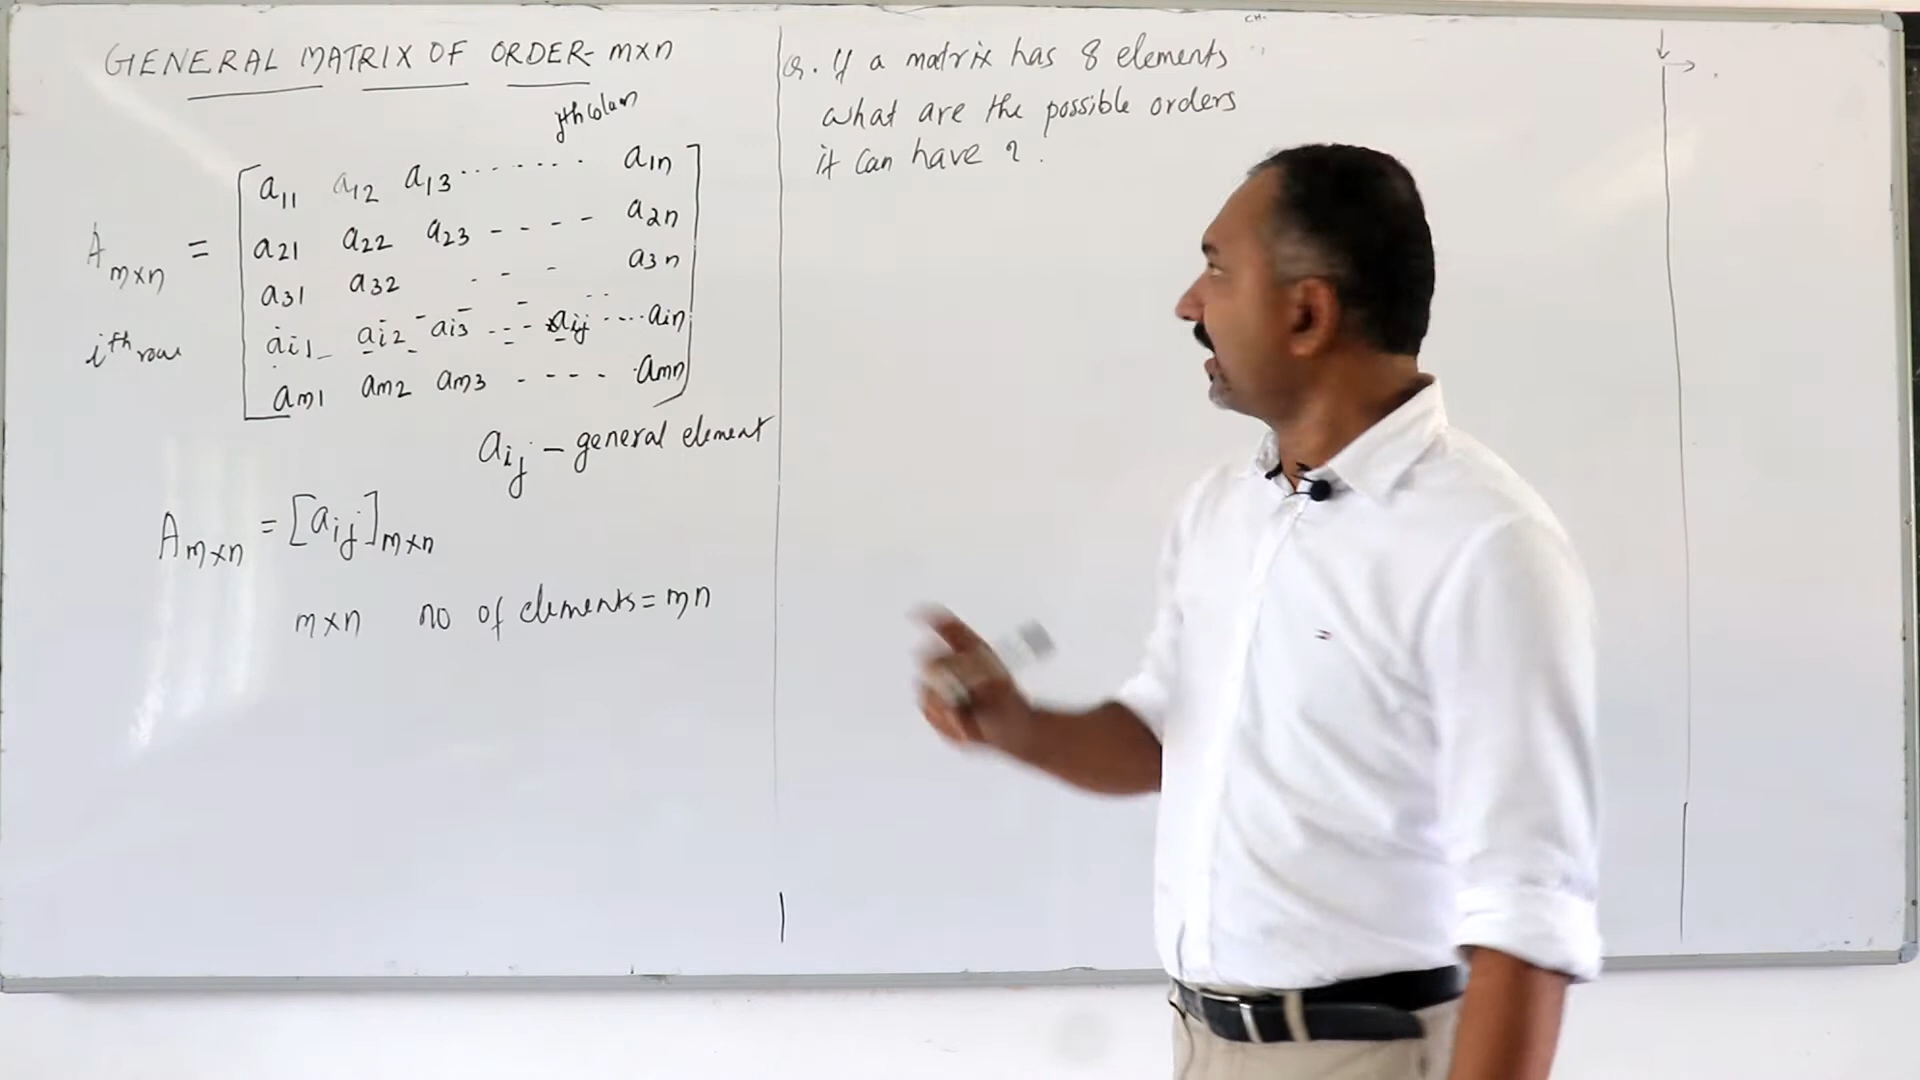 GENERAL MATRIX OF ORDER- m×n
jth colum
A m×n = [ a11 a12 a13 ....... a1n
a21 a22 a23 - - - - a2n
a31 a32 . - - a3n
ith row ai1 ai2 ai3 --- aij .... ain
am1 am2 am3 - - - - amn ]
aij – general element
Am×n = [aij]m×n
m×n no of elements = mn
Q. If a matrix has 8 elements
what are the possible orders
it can have ?